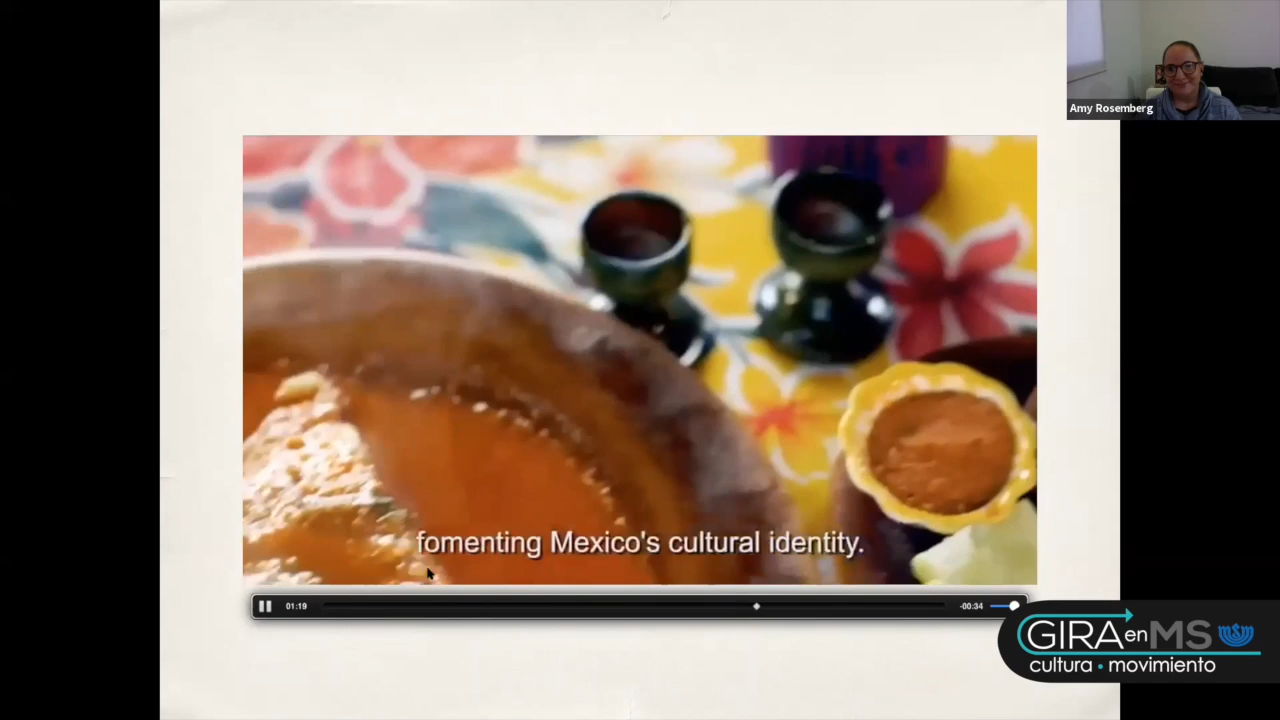 Amy Rosemberg
fomenting Mexico's cultural identity.
01:19
-00:34
GIRA en MS
cultura • movimiento